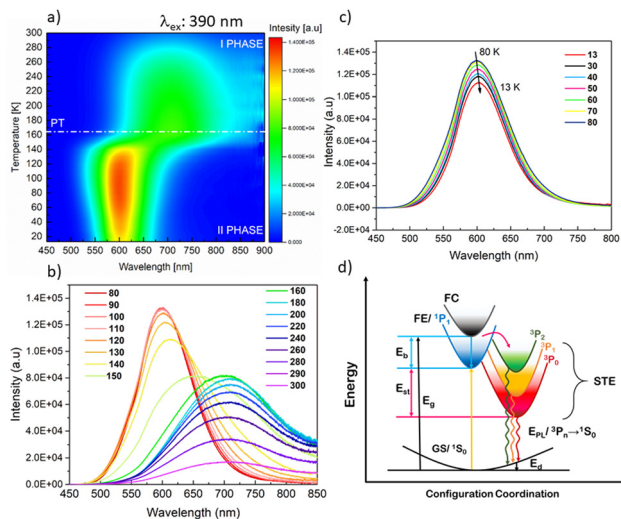 a)
λex: 390 nm
Intesity [a.u]
1.400E+05
1.200E+05
1.000E+05
8.000E+04
6.000E+04
4.000E+04
2.000E+04
0.000
I PHASE
PT
II PHASE
300
280
260
240
220
200
180
160
140
120
100
80
60
40
20
Temperature [K]
450 500 550 600 650 700 750 800 850 900
Wavelength [nm]
c)
80 K
13 K
13
30
40
50
60
70
80
1.4E+05
1.2E+05
1.0E+05
8.0E+04
6.0E+04
4.0E+04
2.0E+04
0.0E+00
-2.0E+04
Intensity (a.u)
450 500 550 600 650 700 750 800
Wavelength (nm)
b)
80
90
100
110
120
130
140
150
160
180
200
220
240
260
280
290
300
1.4E+05
1.2E+05
1.0E+05
8.0E+04
6.0E+04
4.0E+04
2.0E+04
0.0E+00
Intensity (a.u)
450 500 550 600 650 700 750 800 850
Wavelength (nm)
d)
FC
FE/ ¹P₁
³P₂
³P₁
³P₀
Eb
Est
Eg
STE
EPL/ ³Pn→¹S₀
GS/ ¹S₀
Ed
Energy
Configuration Coordination